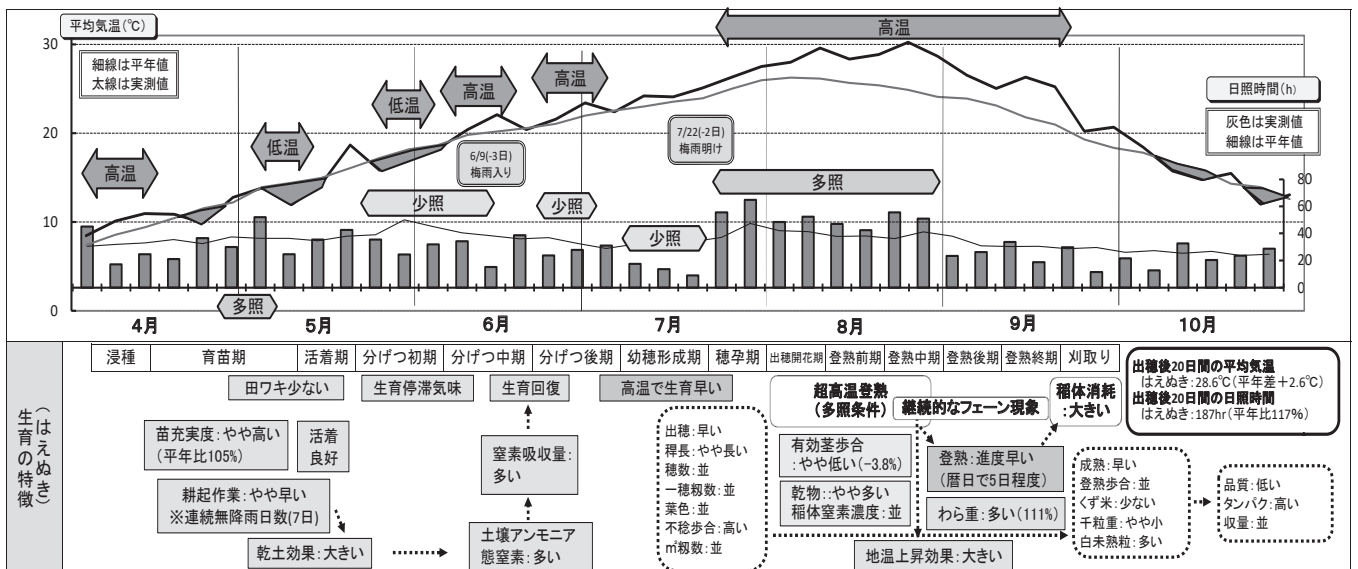 平均気温(℃)
高温
細線は平年値
太線は実測値
日照時間(h)
灰色は実測値
細線は平年値
高温
低温
低温
高温
高温
6/9(-3日)
梅雨入り
7/22(-2日)
梅雨明け
少照
少照
少照
多照
多照
30
20
10
0
80
60
40
20
0
4月 5月 6月 7月 8月 9月 10月
生育の特徴
(はえぬき)
浸種 育苗期 活着期 分げつ初期 分げつ中期 分げつ後期 幼穂形成期 穂孕期 出穂開花期 登熟前期 登熟中期 登熟後期 登熟終期 刈取り
田ワキ少ない
生育停滞気味
生育回復
高温で生育早い
超高温登熟
(多照条件)
継続的なフェーン現象
稲体消耗
:大きい
出穂後20日間の平均気温
はえぬき:28.6℃(平年差+2.6℃)
出穂後20日間の日照時間
はえぬき:187hr(平年比117%)
苗充実度:やや高い
(平年比105%)
活着
良好
耕起作業:やや早い
※連続無降雨日数(7日)
乾土効果:大きい
窒素吸収量:
多い
土壌アンモニア
態窒素:多い
出穂:早い
稈長:やや長い
穂数:並
一穂籾数:並
葉色:並
不稔歩合:高い
㎡籾数:並
有効茎歩合
:やや低い(-3.8%)
乾物::やや多い
稲体窒素濃度:並
登熟:進度早い
(暦日で5日程度)
わら重:多い(111%)
地温上昇効果:大きい
成熟:早い
登熟歩合:並
くず米:少ない
千粒重:やや小
白未熟粒:多い
品質:低い
タンパク:高い
収量:並